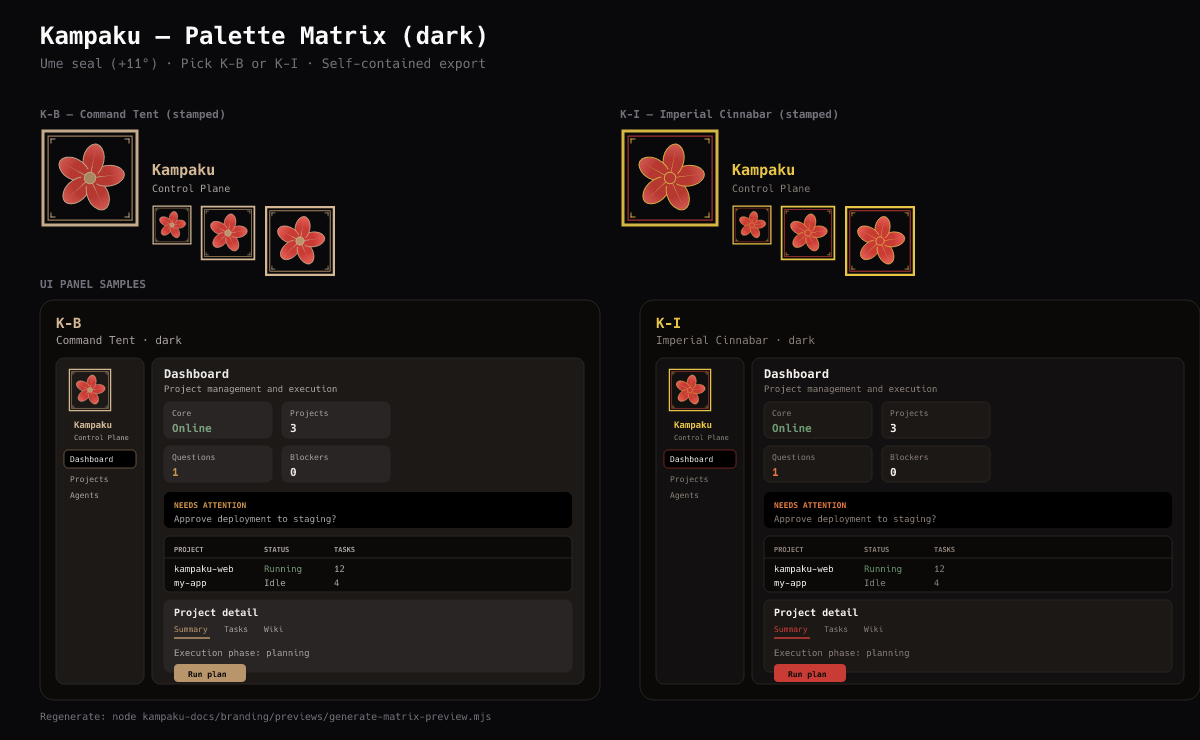 Kampaku — Palette Matrix (dark)
Ume seal (+11°) · Pick K-B or K-I · Self-contained export
K-B — Command Tent (stamped)
Kampaku
Control Plane
K-I — Imperial Cinnabar (stamped)
Kampaku
Control Plane
UI PANEL SAMPLES
K-B
Command Tent · dark
Kampaku
Control Plane
Dashboard
Projects
Agents
Dashboard
Project management and execution
Core
Online
Projects
3
Questions
1
Blockers
0
NEEDS ATTENTION
Approve deployment to staging?
PROJECT STATUS TASKS
kampaku-web Running 12
my-app Idle 4
Project detail
Summary Tasks Wiki
Execution phase: planning
Run plan
K-I
Imperial Cinnabar · dark
Kampaku
Control Plane
Dashboard
Projects
Agents
Dashboard
Project management and execution
Core
Online
Projects
3
Questions
1
Blockers
0
NEEDS ATTENTION
Approve deployment to staging?
PROJECT STATUS TASKS
kampaku-web Running 12
my-app Idle 4
Project detail
Summary Tasks Wiki
Execution phase: planning
Run plan
Regenerate: node kampaku-docs/branding/previews/generate-matrix-preview.mjs